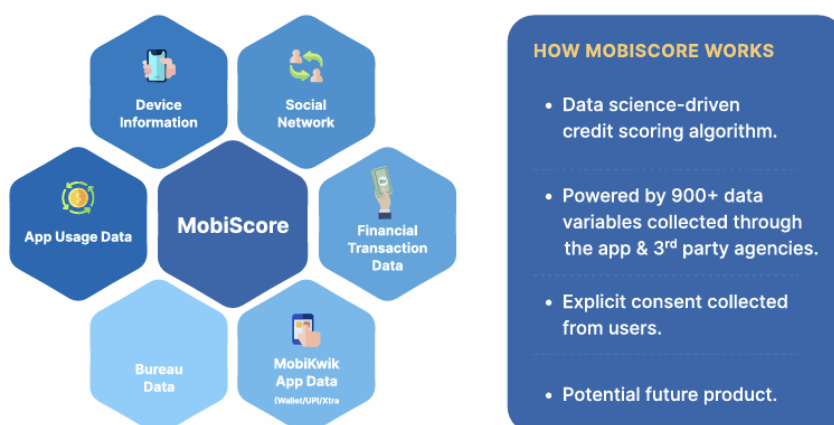 Device
Information
Social
Network
App Usage Data
MobiScore
Financial
Transaction
Data
Bureau
Data
MobiKwik
App Data
(Wallet/UPI/Xtra
HOW MOBISCORE WORKS
• Data science-driven
credit scoring algorithm.
• Powered by 900+ data
variables collected through
the app & 3rd party agencies.
• Explicit consent collected
from users.
• Potential future product.